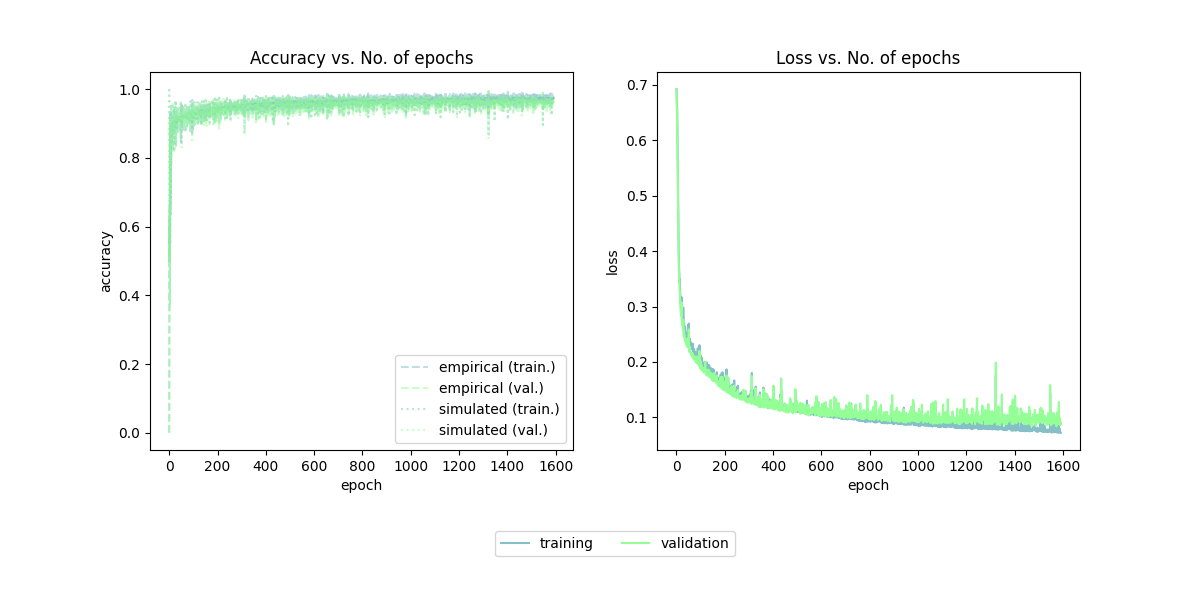 Accuracy vs. No. of epochs
accuracy
1.0
0.8
0.6
0.4
0.2
0.0
empirical (train.)
empirical (val.)
simulated (train.)
simulated (val.)
0 200 400 600 800 1000 1200 1400 1600
epoch
Loss vs. No. of epochs
loss
0.7
0.6
0.5
0.4
0.3
0.2
0.1
0 200 400 600 800 1000 1200 1400 1600
epoch
training validation